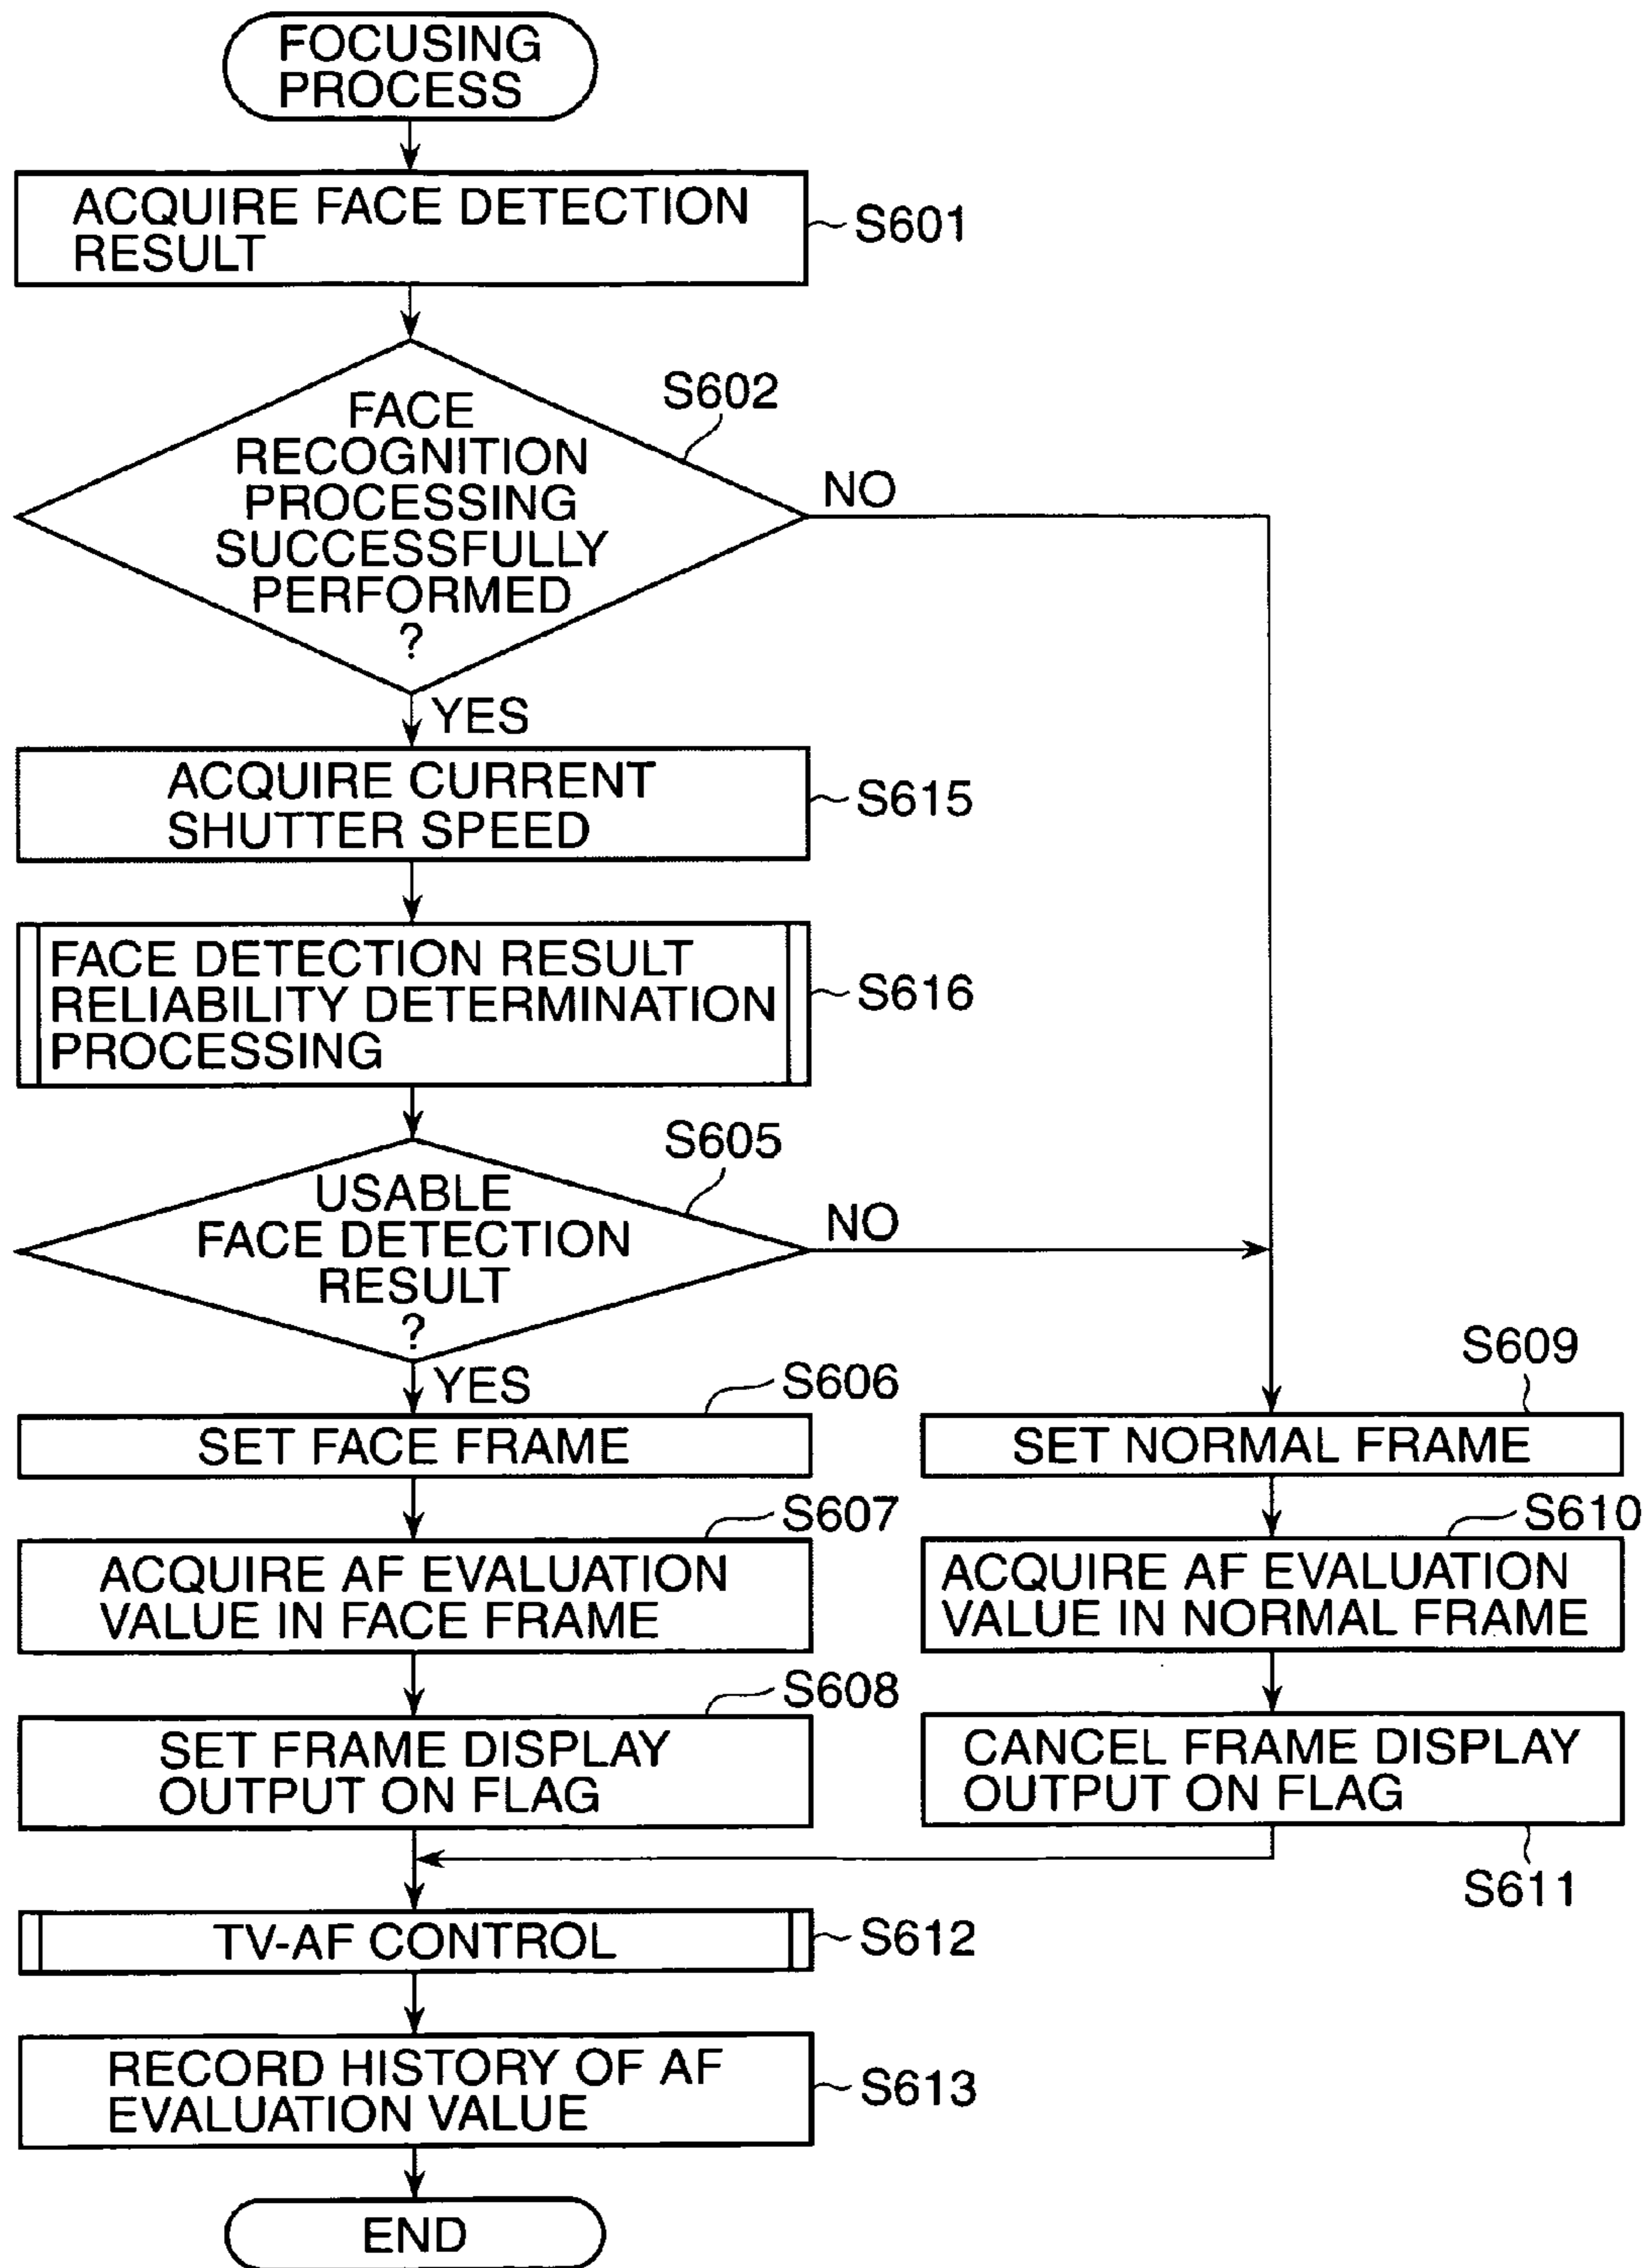 FOCUSING
PROCESS
ACQUIRE FACE DETECTION
RESULT
S601
S602
FACE
RECOGNITION
PROCESSING
SUCCESSFULLY
PERFORMED
?
NO
YES
ACQUIRE CURRENT
SHUTTER SPEED
S615
FACE DETECTION RESULT
RELIABILITY DETERMINATION
PROCESSING
S616
S605
USABLE
FACE DETECTION
RESULT
?
NO
YES
S606
SET FACE FRAME
S609
SET NORMAL FRAME
S607
ACQUIRE AF EVALUATION
VALUE IN FACE FRAME
S610
ACQUIRE AF EVALUATION
VALUE IN NORMAL FRAME
S608
SET FRAME DISPLAY
OUTPUT ON FLAG
CANCEL FRAME DISPLAY
OUTPUT ON FLAG
S611
TV-AF CONTROL
S612
RECORD HISTORY OF AF
EVALUATION VALUE
S613
END